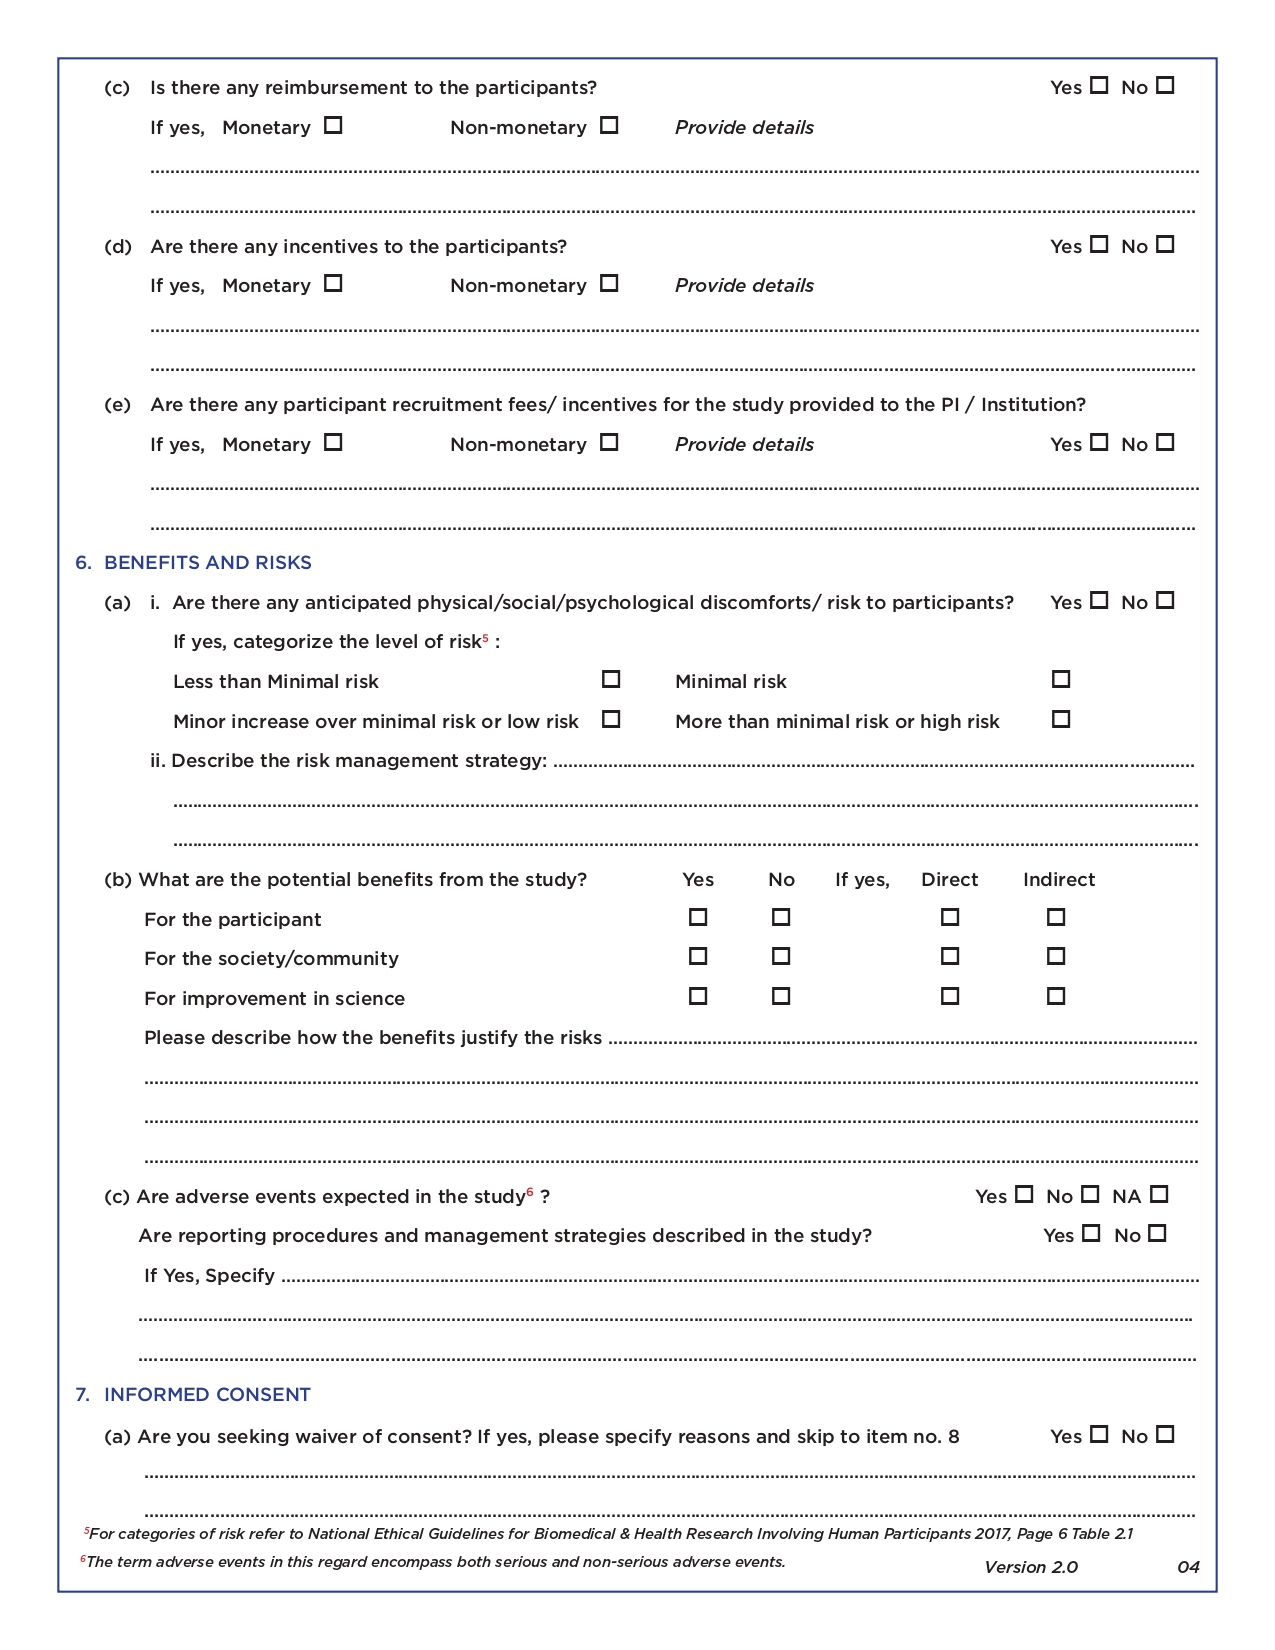 (c) Is there any reimbursement to the participants? Yes ☐ No ☐
If yes, Monetary ☐ Non-monetary ☐ Provide details
................................................................................
................................................................................
(d) Are there any incentives to the participants? Yes ☐ No ☐
If yes, Monetary ☐ Non-monetary ☐ Provide details
................................................................................
................................................................................
(e) Are there any participant recruitment fees/ incentives for the study provided to the PI / Institution?
If yes, Monetary ☐ Non-monetary ☐ Provide details Yes ☐ No ☐
................................................................................
................................................................................
6. BENEFITS AND RISKS
(a) i. Are there any anticipated physical/social/psychological discomforts/ risk to participants? Yes ☐ No ☐
If yes, categorize the level of risk⁵ :
Less than Minimal risk ☐ Minimal risk ☐
Minor increase over minimal risk or low risk ☐ More than minimal risk or high risk ☐
ii. Describe the risk management strategy: ................................................................................
................................................................................
................................................................................
(b) What are the potential benefits from the study? Yes No If yes, Direct Indirect
For the participant ☐ ☐ ☐ ☐
For the society/community ☐ ☐ ☐ ☐
For improvement in science ☐ ☐ ☐ ☐
Please describe how the benefits justify the risks ................................................................................
................................................................................
................................................................................
................................................................................
(c) Are adverse events expected in the study⁶ ? Yes ☐ No ☐ NA ☐
Are reporting procedures and management strategies described in the study? Yes ☐ No ☐
If Yes, Specify ................................................................................
................................................................................
................................................................................
7. INFORMED CONSENT
(a) Are you seeking waiver of consent? If yes, please specify reasons and skip to item no. 8 Yes ☐ No ☐
................................................................................
................................................................................
⁵For categories of risk refer to National Ethical Guidelines for Biomedical & Health Research Involving Human Participants 2017, Page 6 Table 2.1
⁶The term adverse events in this regard encompass both serious and non-serious adverse events.
Version 2.0 04